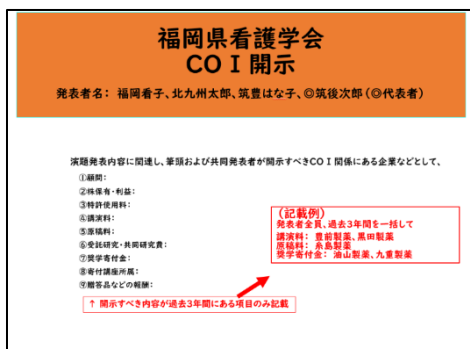 福岡県看護学会
COI開示
発表者名： 福岡看子、北九州太郎、筑豊はな子、◎筑後次郎（◎代表者）
演題発表内容に関連し、筆頭および共同発表者が開示すべきCOI関係にある企業などとして、
①顧問：
②株保有・利益：
③特許使用料：
④講演料：
⑤原稿料：
⑥受託研究・共同研究費：
⑦奨学寄付金：
⑧寄付講座所属：
⑨贈答品などの報酬：
（記載例）
発表者全員、過去3年間を一括して
講演料： 豊前製薬、黒田製薬
原稿料： 糸島製薬
奨学寄付金： 油山製薬、九重製薬
↑ 開示すべき内容が過去3年間にある項目のみ記載